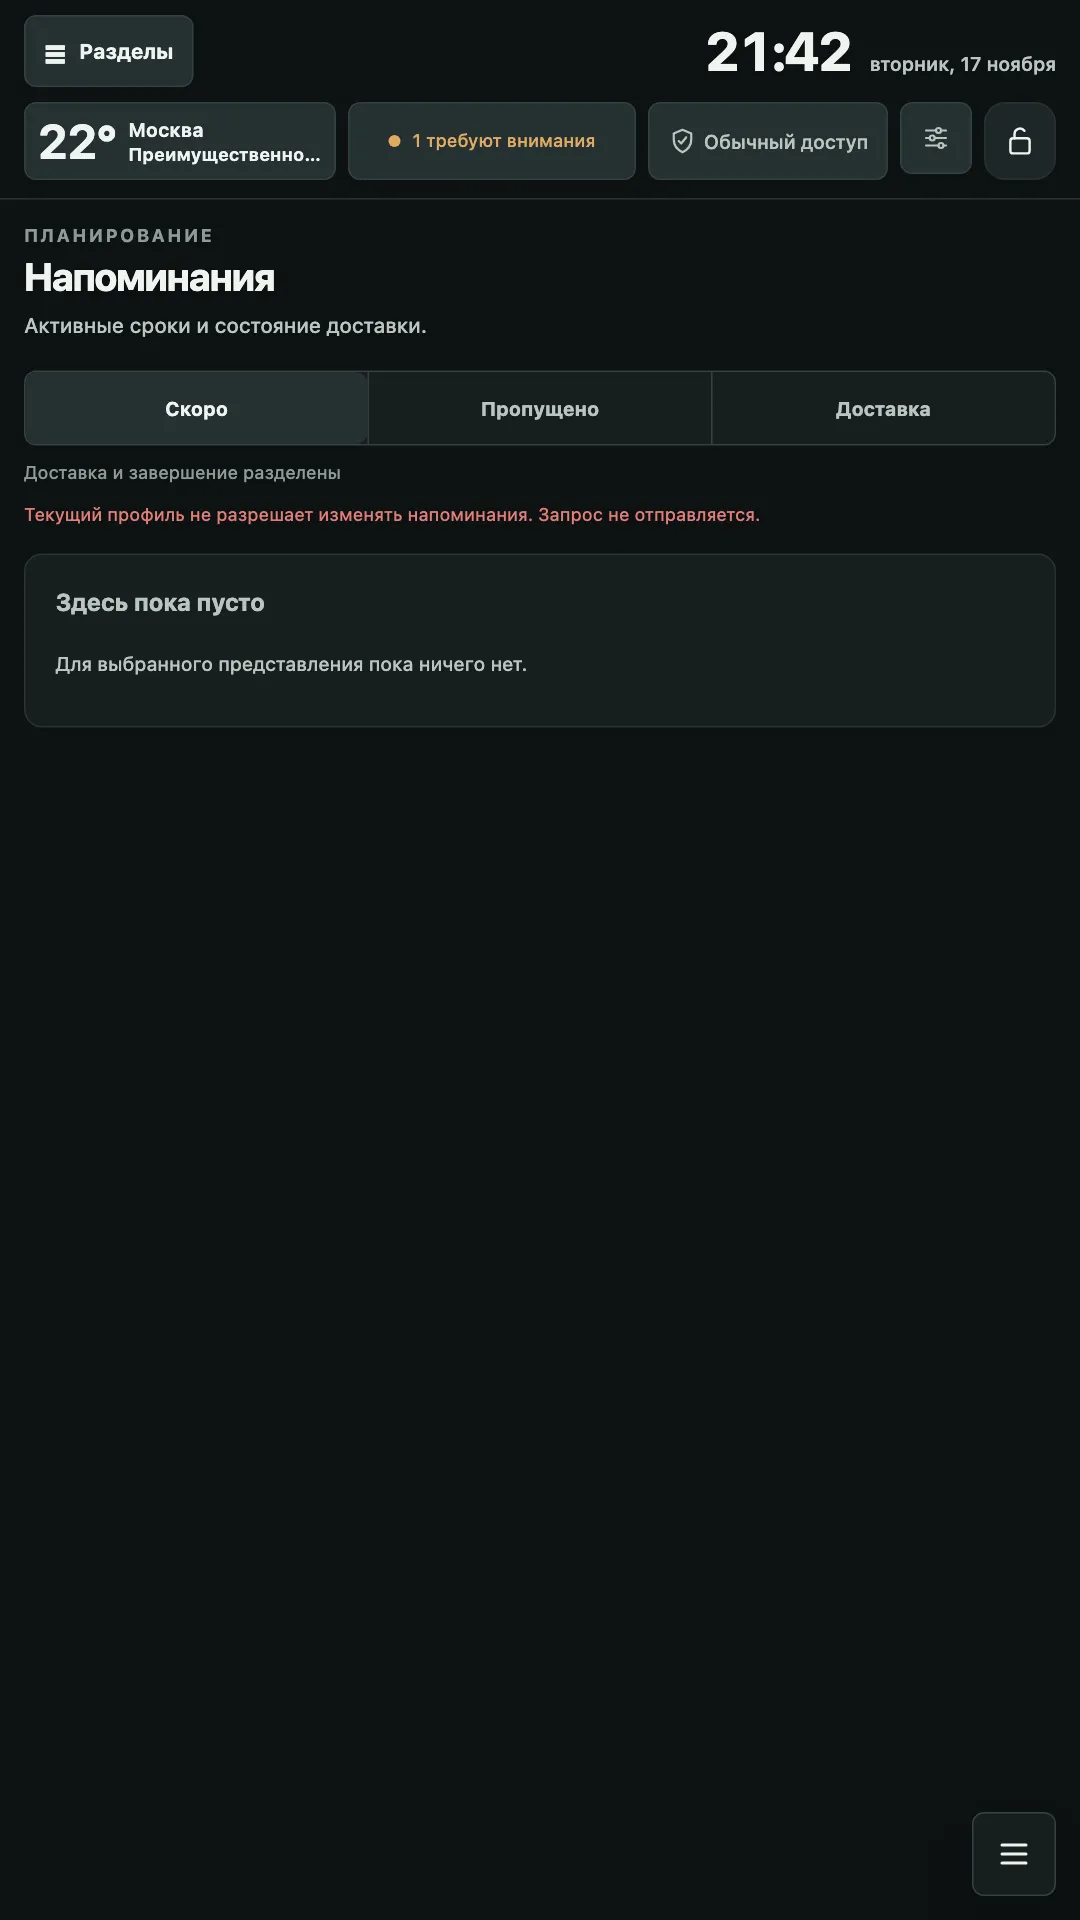 Разделы
21:42 вторник, 17 ноября
22° Москва
Преимущественно...
1 требуют внимания
Обычный доступ
ПЛАНИРОВАНИЕ
Напоминания
Активные сроки и состояние доставки.
Скоро
Пропущено
Доставка
Доставка и завершение разделены
Текущий профиль не разрешает изменять напоминания. Запрос не отправляется.
Здесь пока пусто
Для выбранного представления пока ничего нет.